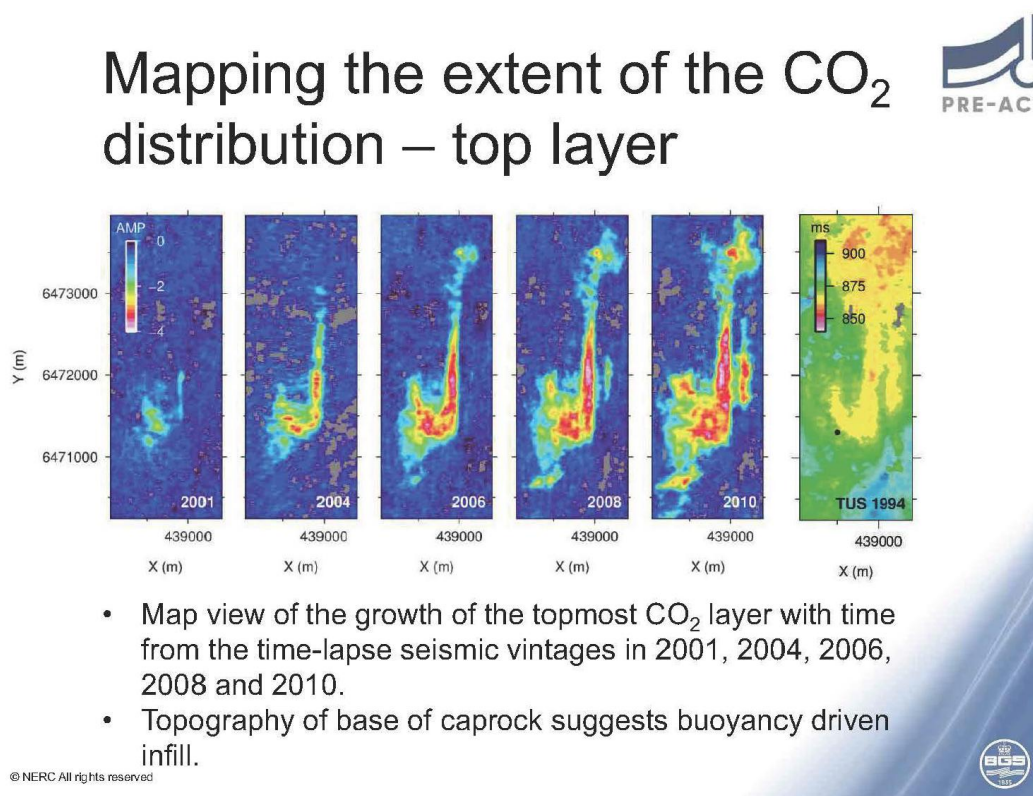 Mapping the extent of the CO₂
distribution – top layer
PRE-AC
AMP
0
-2
-4
ms
900
875
850
6473000
6472000
6471000
Y (m)
2001
2004
2006
2008
2010
TUS 1994
439000
439000
439000
439000
439000
439000
X (m)
X (m)
X (m)
X (m)
X (m)
X (m)
• Map view of the growth of the topmost CO₂ layer with time
from the time-lapse seismic vintages in 2001, 2004, 2006,
2008 and 2010.
• Topography of base of caprock suggests buoyancy driven
infill.
© NERC All rights reserved
BGS
1835